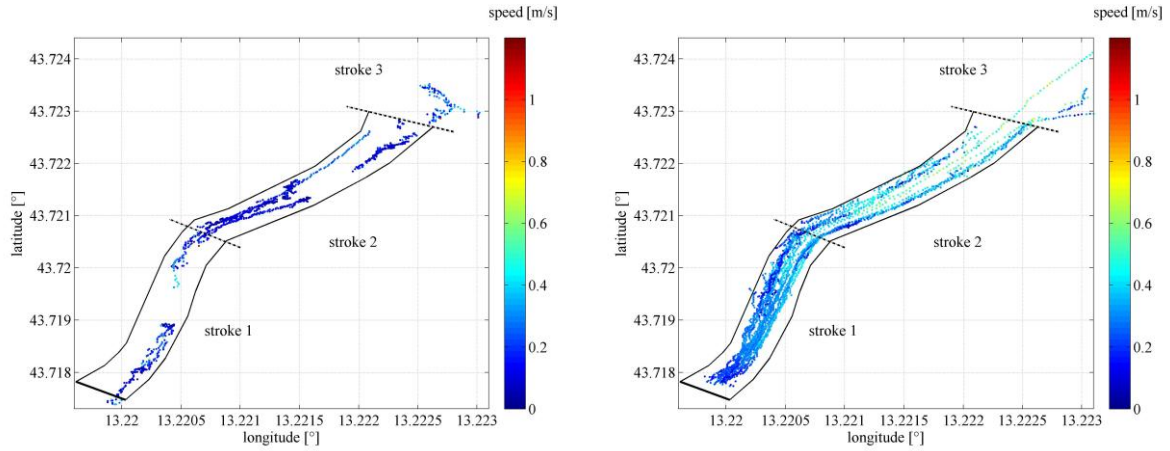 speed [m/s]
43.724
43.723
43.722
43.721
43.72
43.719
43.718
latitude [°]
stroke 3
stroke 2
stroke 1
13.22 13.2205 13.221 13.2215 13.222 13.2225 13.223
longitude [°]
1
0.8
0.6
0.4
0.2
0
speed [m/s]
43.724
43.723
43.722
43.721
43.72
43.719
43.718
latitude [°]
stroke 3
stroke 2
stroke 1
13.22 13.2205 13.221 13.2215 13.222 13.2225 13.223
longitude [°]
1
0.8
0.6
0.4
0.2
0